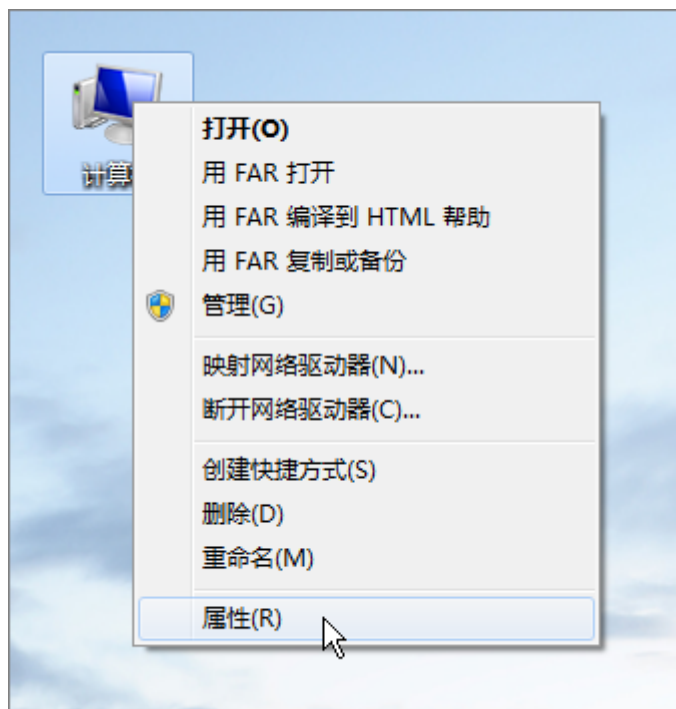 计算
打开(O)
用 FAR 打开
用 FAR 编译到 HTML 帮助
用 FAR 复制或备份
管理(G)
映射网络驱动器(N)...
断开网络驱动器(C)...
创建快捷方式(S)
删除(D)
重命名(M)
属性(R)